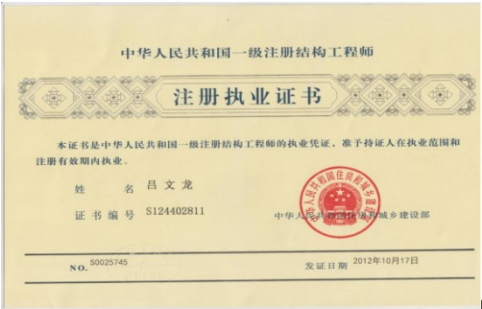 中华人民共和国一级注册结构工程师
注册执业证书
本证书是中华人民共和国一级注册结构工程师的执业凭证，准予持证人在执业范围和
注册有效期内执业。
姓 名 吕文龙
证书编号 S124402811
中华人民共和国住房和城乡建设部
NO. S0025745
发证日期 2012年10月17日